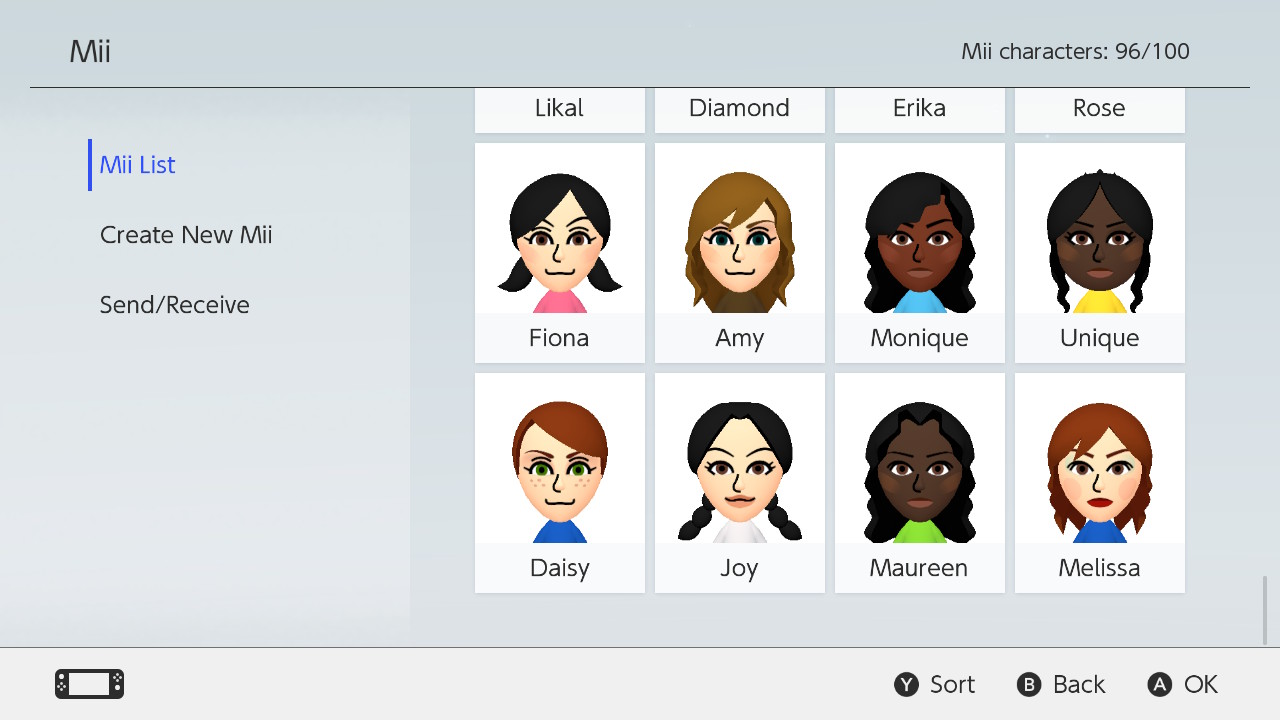 Mii
Mii characters: 96/100
Mii List
Create New Mii
Send/Receive
Likal
Diamond
Erika
Rose
Fiona
Amy
Monique
Unique
Daisy
Joy
Maureen
Melissa
Y Sort
B Back
A OK